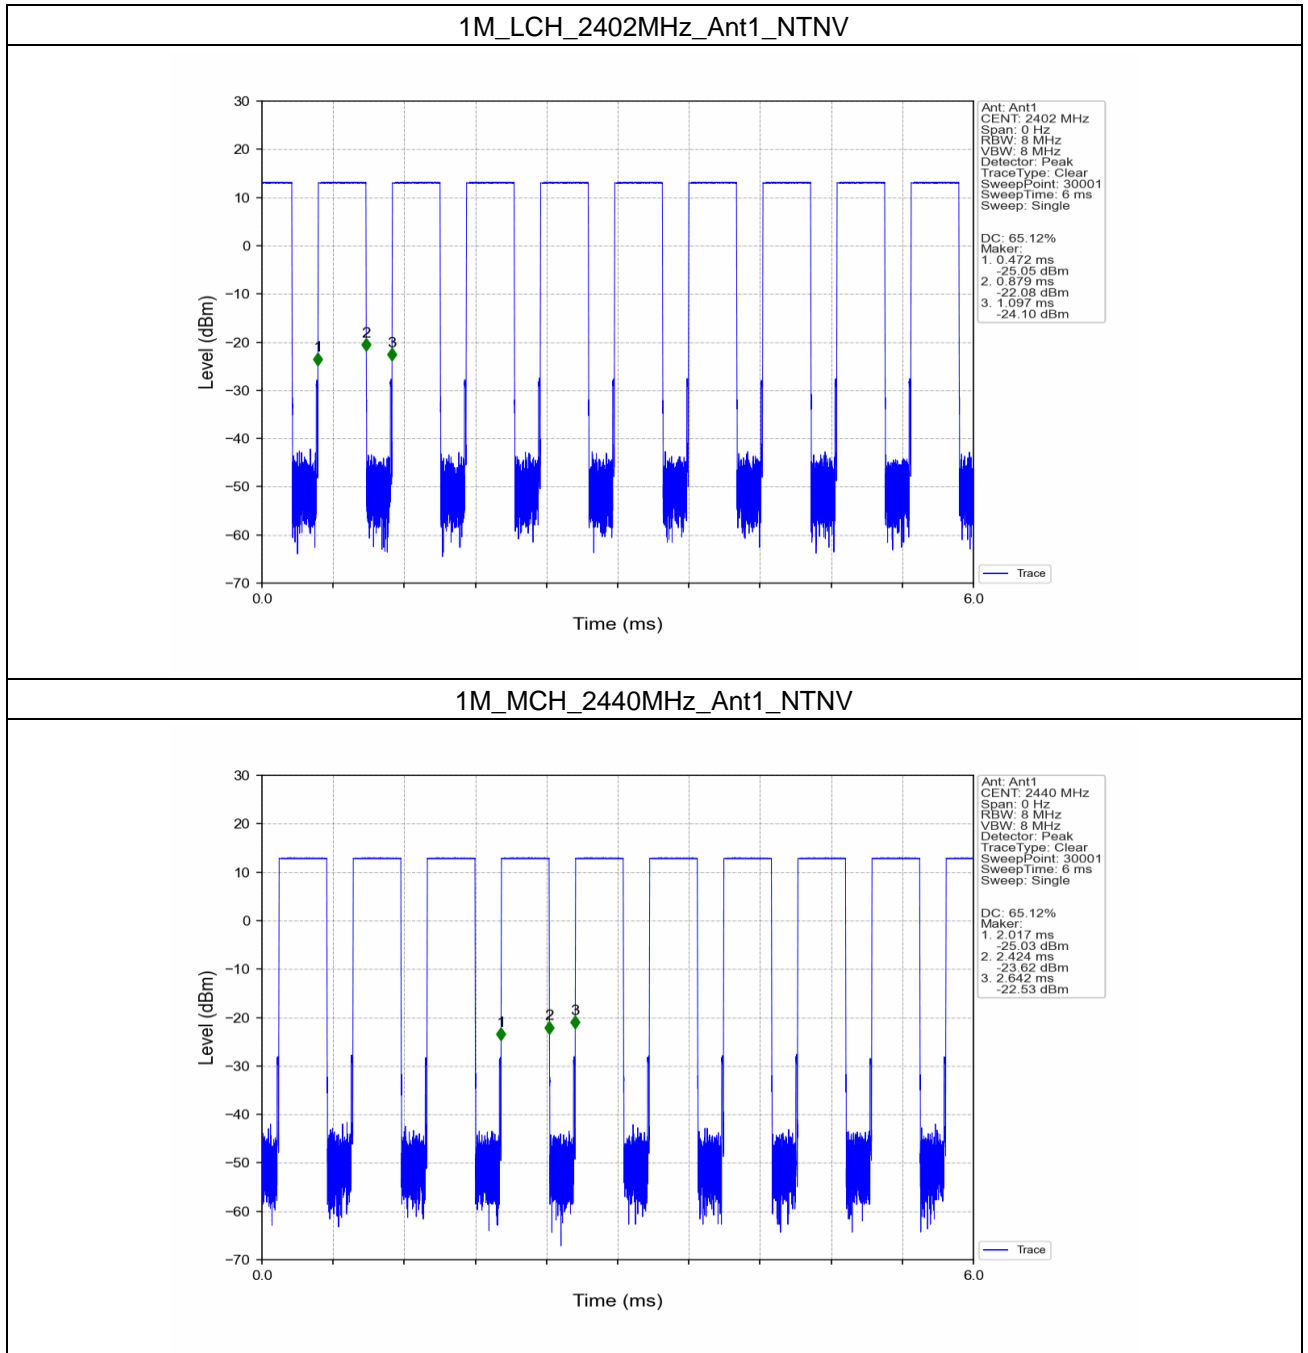 1M_LCH_2402MHz_Ant1_NTNV
30
20
10
0
−10
−20
−30
−40
−50
−60
−70
Level (dBm)
1
2
3
0.0
6.0
Time (ms)
Ant: Ant1
CENT: 2402 MHz
Span: 0 Hz
RBW: 8 MHz
VBW: 8 MHz
Detector: Peak
TraceType: Clear
SweepPoint: 30001
SweepTime: 6 ms
Sweep: Single
DC: 65.12%
Maker:
1. 0.472 ms
-25.05 dBm
2. 0.879 ms
-22.08 dBm
3. 1.097 ms
-24.10 dBm
Trace
1M_MCH_2440MHz_Ant1_NTNV
30
20
10
0
−10
−20
−30
−40
−50
−60
−70
Level (dBm)
1
2
3
0.0
6.0
Time (ms)
Ant: Ant1
CENT: 2440 MHz
Span: 0 Hz
RBW: 8 MHz
VBW: 8 MHz
Detector: Peak
TraceType: Clear
SweepPoint: 30001
SweepTime: 6 ms
Sweep: Single
DC: 65.12%
Maker:
1. 2.017 ms
-25.03 dBm
2. 2.424 ms
-23.62 dBm
3. 2.642 ms
-22.53 dBm
Trace